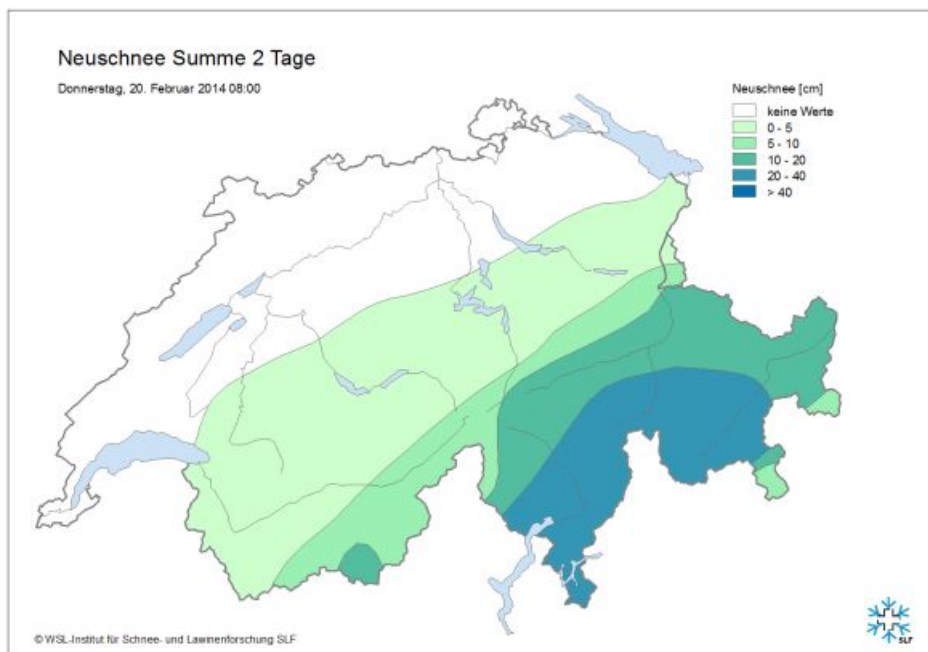 Neuschnee Summe 2 Tage
Donnerstag, 20. Februar 2014 08:00
Neuschnee [cm]
keine Werte
0 - 5
5 - 10
10 - 20
20 - 40
> 40
© WSL-Institut für Schnee- und Lawinenforschung SLF
SLF